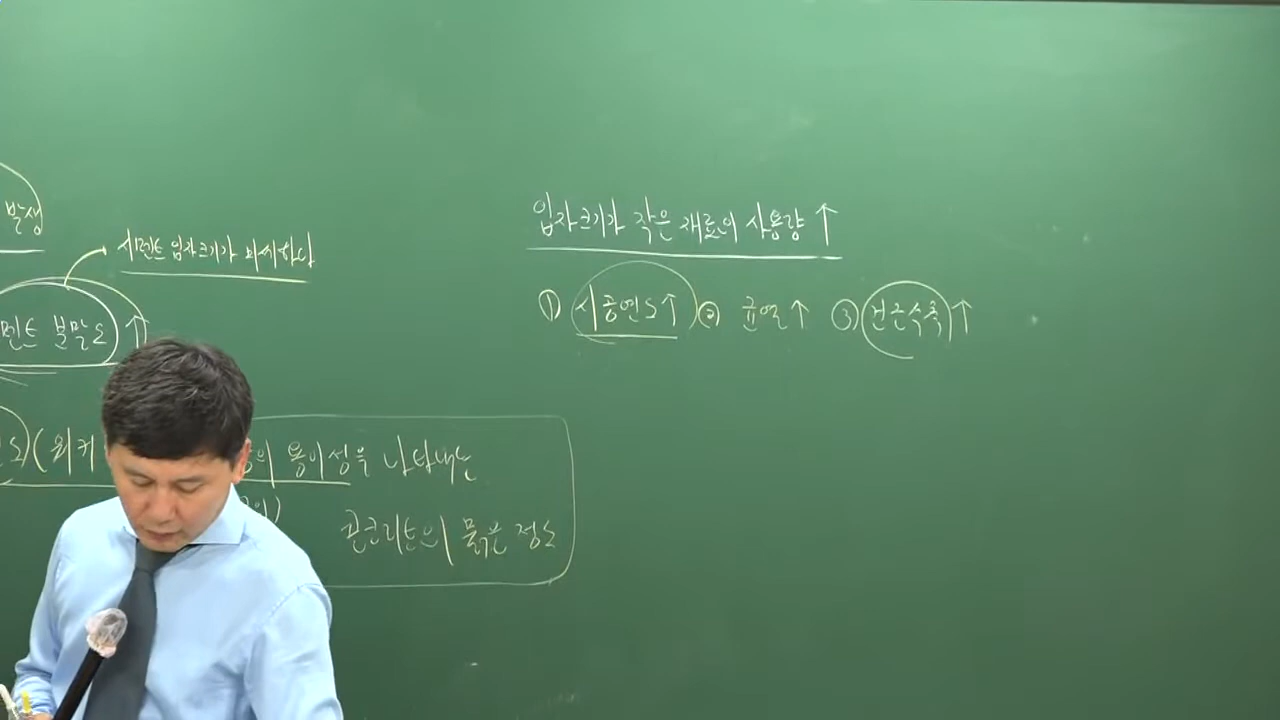 발생
시멘트 입자크기가 미세하다
멘트 분말도 ↑
도)(워커
의 용이성을 나타내는
콘크리트의 묽은 정도
입자크기가 작은 재료의 사용량 ↑
① 시공연도↑ ② 균열↑ ③ 건조수축↑